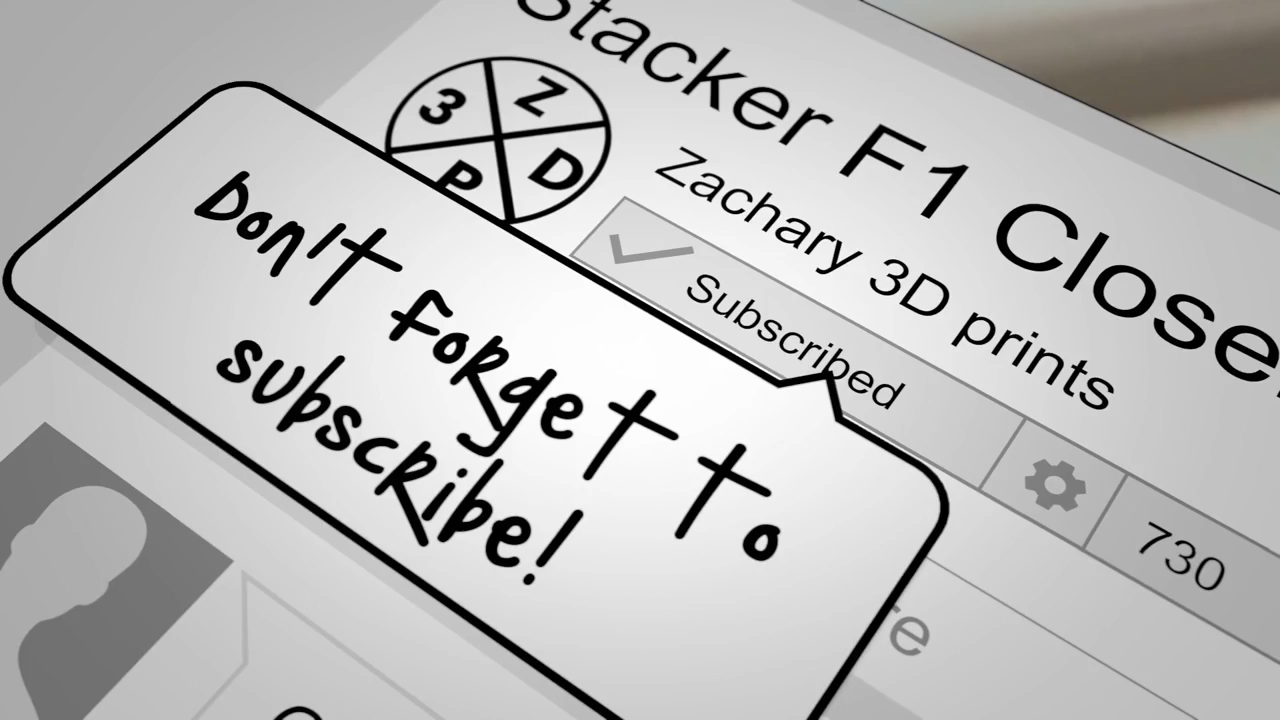 Stacker F1 Close
3 Z
P D
Zachary 3D prints
Subscribed
730
Don't forget to
subscribe!